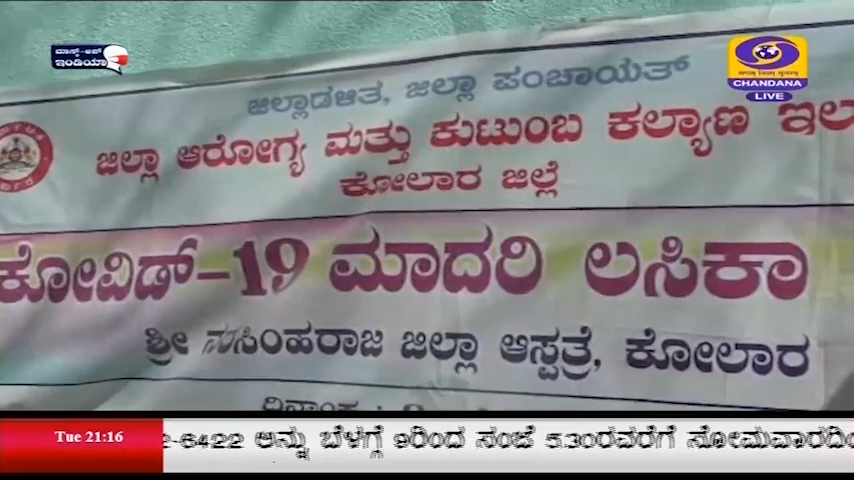 ಮಾಸ್ಕ್-ಅಪ್
ಇಂಡಿಯಾ
CHANDANA
LIVE
ಜಿಲ್ಲಾಡಳಿತ, ಜಿಲ್ಲಾ ಪಂಚಾಯತ್
ಜಿಲ್ಲಾ ಆರೋಗ್ಯ ಮತ್ತು ಕುಟುಂಬ ಕಲ್ಯಾಣ ಇಲ
ಕೋಲಾರ ಜಿಲ್ಲೆ
ಕೋವಿಡ್-19 ಮಾದರಿ ಲಸಿಕಾ
ಶ್ರೀ ನರಸಿಂಹರಾಜ ಜಿಲ್ಲಾ ಆಸ್ಪತ್ರೆ, ಕೋಲಾರ
Tue 21:16
2-6422 ಅನ್ನು ಬೆಳಗ್ಗೆ 9ರಿಂದ ಸಂಜೆ 5.30ರವರೆಗೆ ಸೋಮವಾರದಿಂ